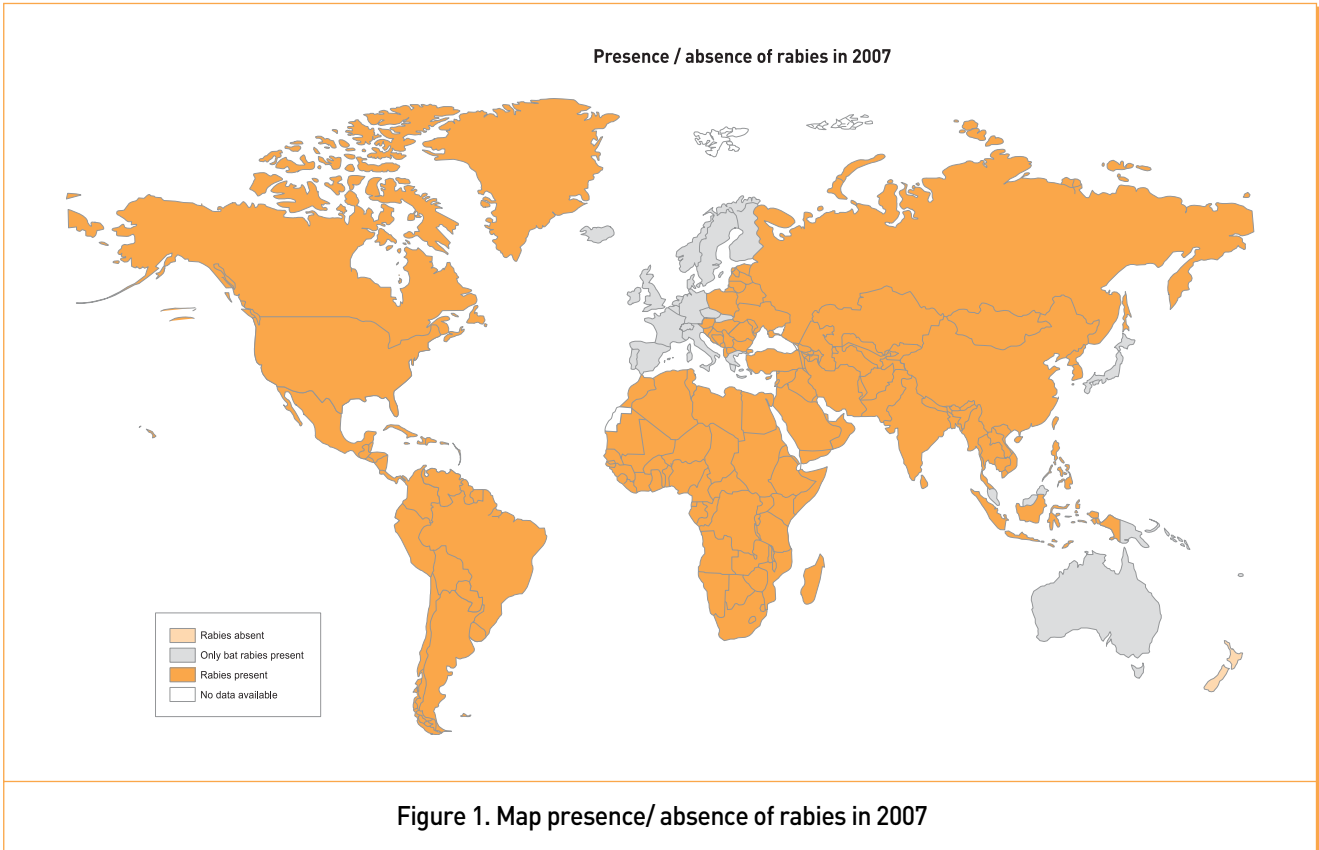 Presence / absence of rabies in 2007
Rabies absent
Only bat rabies present
Rabies present
No data available
Figure 1. Map presence/ absence of rabies in 2007